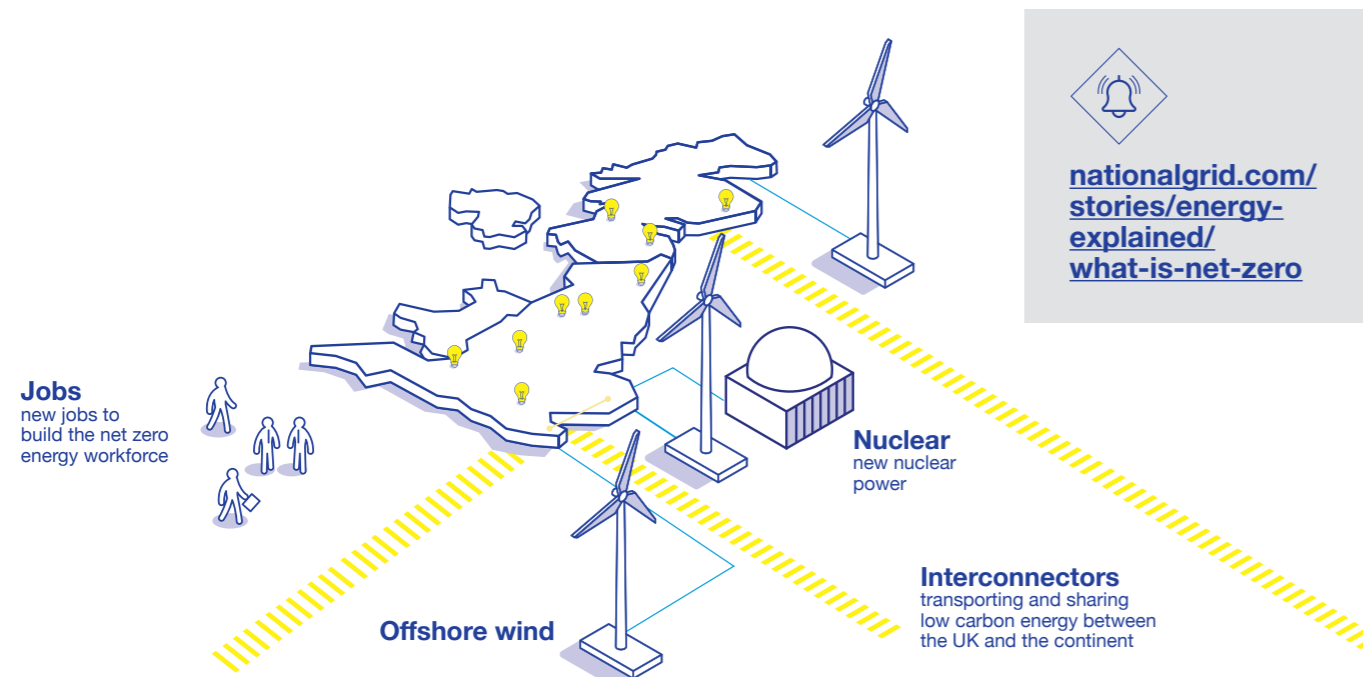 nationalgrid.com/
stories/energy-
explained/
what-is-net-zero
Jobs
new jobs to
build the net zero
energy workforce
Nuclear
new nuclear
power
Interconnectors
transporting and sharing
low carbon energy between
the UK and the continent
Offshore wind